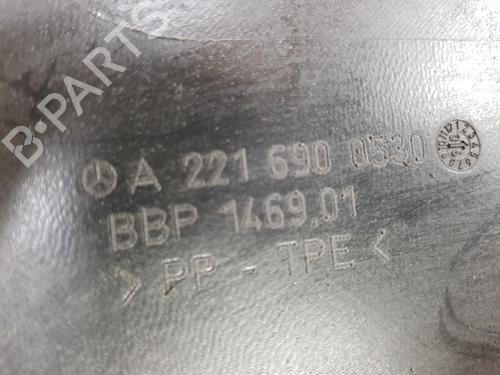 B-PARTS
A 221 690 0530
BBP 1469.01
> PP - TPE <